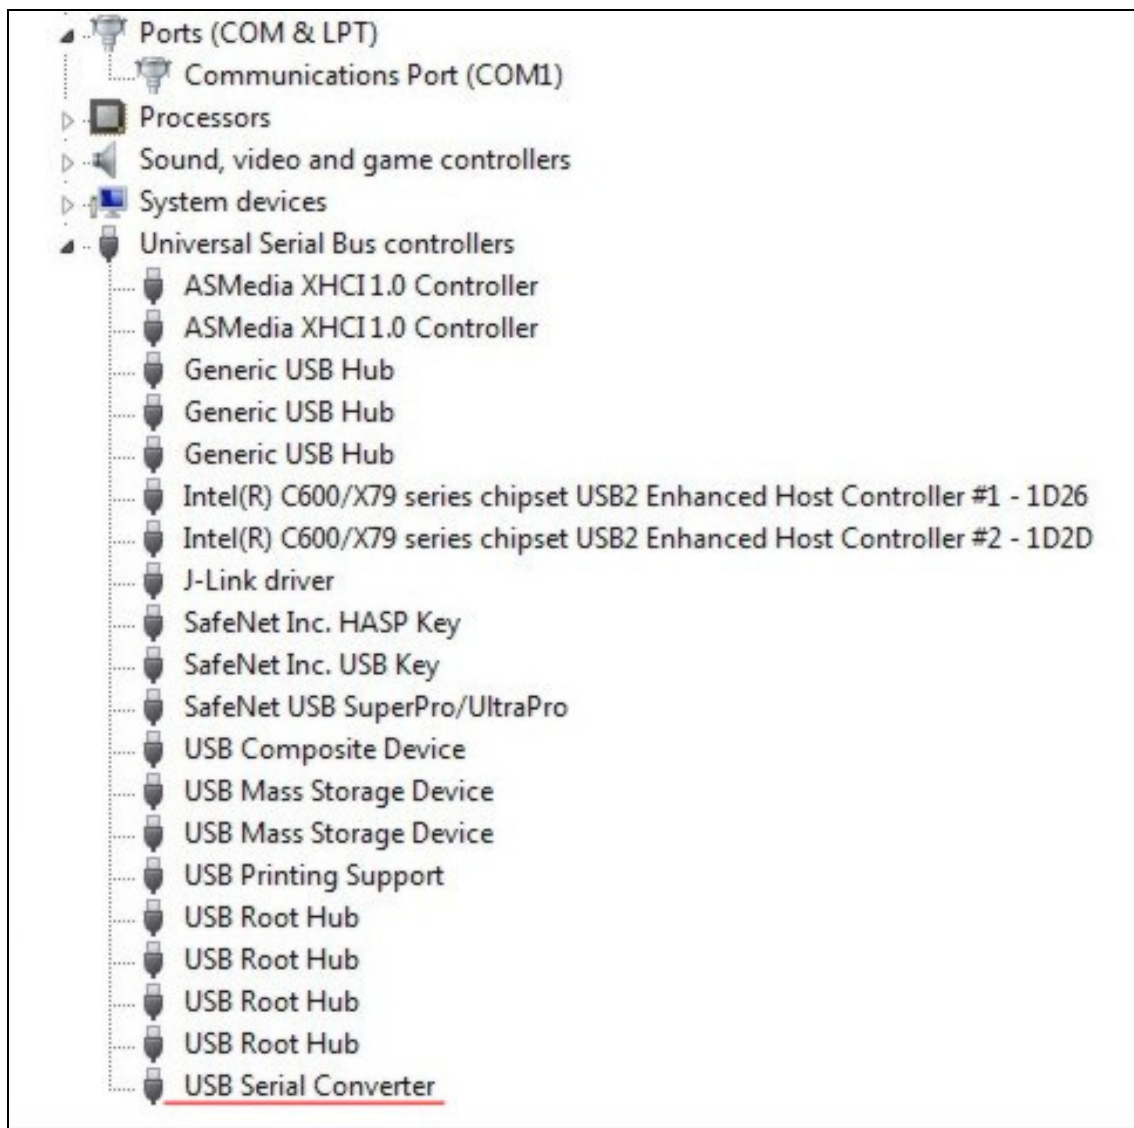 Ports (COM & LPT)
Communications Port (COM1)
Processors
Sound, video and game controllers
System devices
Universal Serial Bus controllers
ASMedia XHCI 1.0 Controller
ASMedia XHCI 1.0 Controller
Generic USB Hub
Generic USB Hub
Generic USB Hub
Intel(R) C600/X79 series chipset USB2 Enhanced Host Controller #1 - 1D26
Intel(R) C600/X79 series chipset USB2 Enhanced Host Controller #2 - 1D2D
J-Link driver
SafeNet Inc. HASP Key
SafeNet Inc. USB Key
SafeNet USB SuperPro/UltraPro
USB Composite Device
USB Mass Storage Device
USB Mass Storage Device
USB Printing Support
USB Root Hub
USB Root Hub
USB Root Hub
USB Root Hub
USB Serial Converter